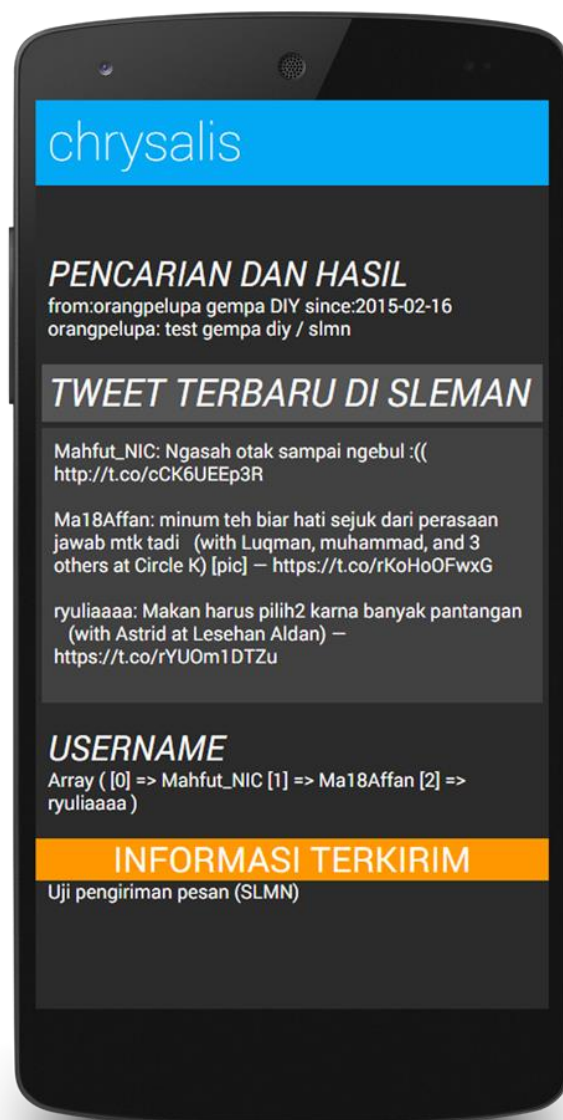 chrysalis
PENCARIAN DAN HASIL
from:orangpelupa gempa DIY since:2015-02-16
orangpelupa: test gempa diy / slmn
TWEET TERBARU DI SLEMAN
Mahfut_NIC: Ngasah otak sampai ngebul :((
http://t.co/cCK6UEEp3R
Ma18Affan: minum teh biar hati sejuk dari perasaan
jawab mtk tadi (with Luqman, muhammad, and 3
others at Circle K) [pic] — https://t.co/rKoHoOFwxG
ryuliaaaa: Makan harus pilih2 karna banyak pantangan
(with Astrid at Lesehan Aldan) —
https://t.co/rYUOm1DTZu
USERNAME
Array ( [0] => Mahfut_NIC [1] => Ma18Affan [2] =>
ryuliaaaa )
INFORMASI TERKIRIM
Uji pengiriman pesan (SLMN)